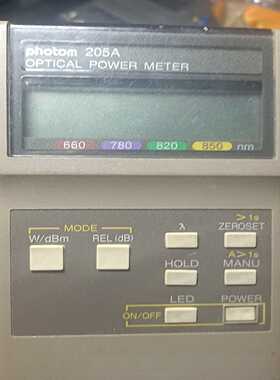 photom 205A
OPTICAL POWER METER
660 780 820 850 nm
MODE
W/dBm REL (dB)
λ
>1s
ZEROSET
HOLD
A>1s
MANU
LED
POWER
ON/OFF